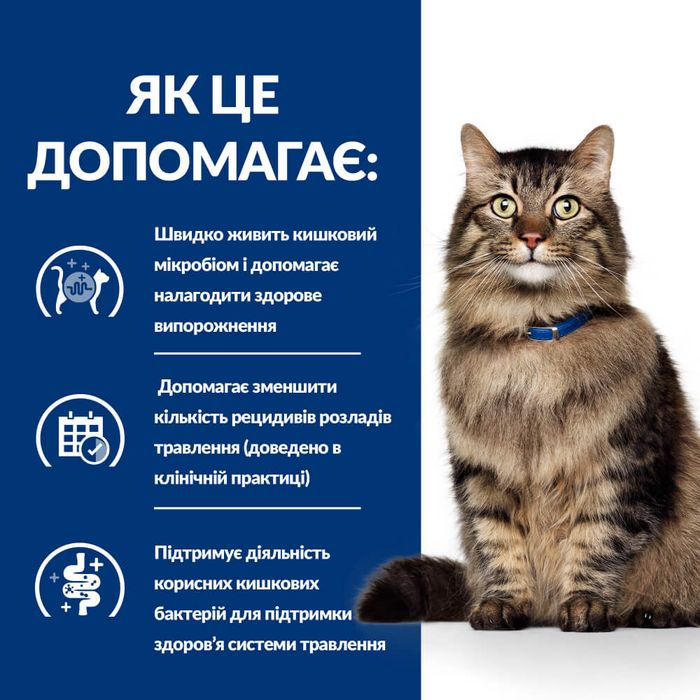 ЯК ЦЕ
ДОПОМАГАЄ:
Швидко живить кишковий
мікробіом і допомагає
налагодити здорове
випорожнення
Допомагає зменшити
кількість рецидивів розладів
травлення (доведено в
клінічній практиці)
Підтримує діяльність
корисних кишкових
бактерій для підтримки
здоров’я системи травлення